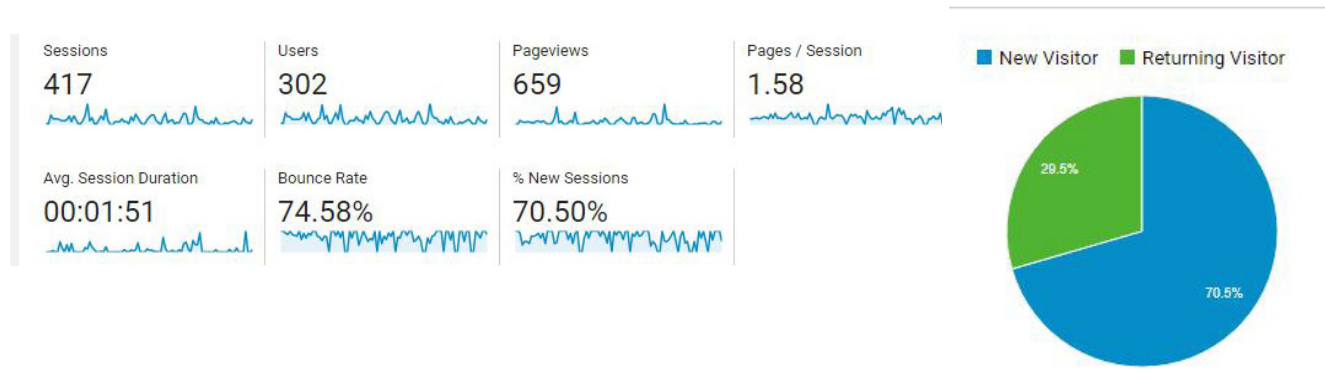 Sessions
417
Users
302
Pageviews
659
Pages / Session
1.58
Avg. Session Duration
00:01:51
Bounce Rate
74.58%
% New Sessions
70.50%
New Visitor
Returning Visitor
29.5%
70.5%